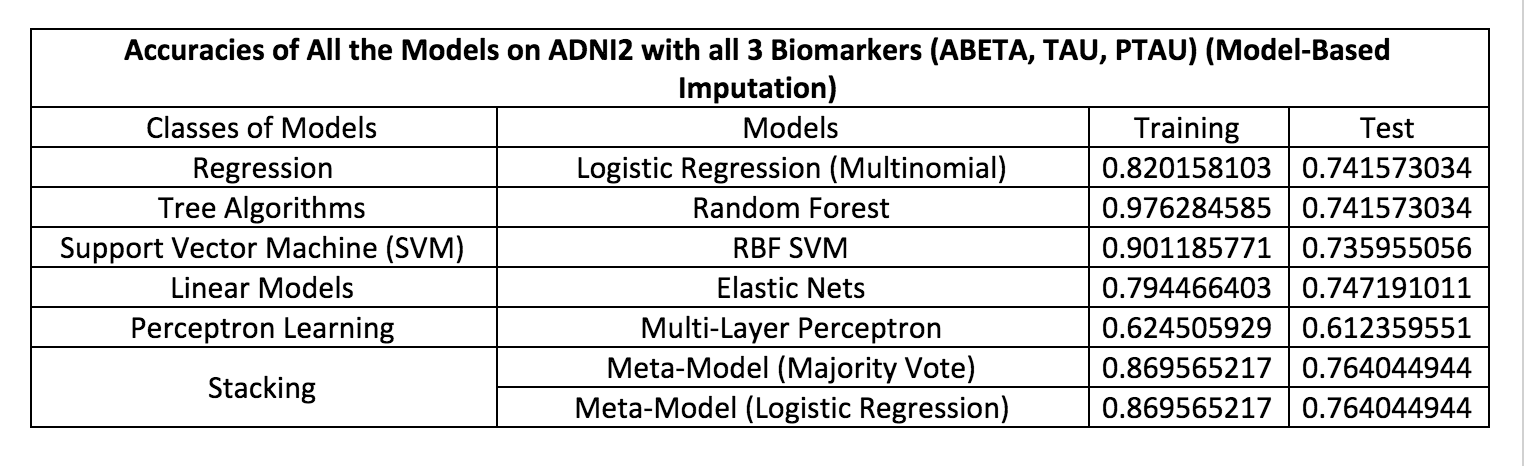 Accuracies of All the Models on ADNI2 with all 3 Biomarkers (ABETA, TAU, PTAU) (Model-Based
Imputation)
Classes of Models Models Training Test
Regression Logistic Regression (Multinomial) 0.820158103 0.741573034
Tree Algorithms Random Forest 0.976284585 0.741573034
Support Vector Machine (SVM) RBF SVM 0.901185771 0.735955056
Linear Models Elastic Nets 0.794466403 0.747191011
Perceptron Learning Multi-Layer Perceptron 0.624505929 0.612359551
Stacking
Meta-Model (Majority Vote) 0.869565217 0.764044944
Meta-Model (Logistic Regression) 0.869565217 0.764044944